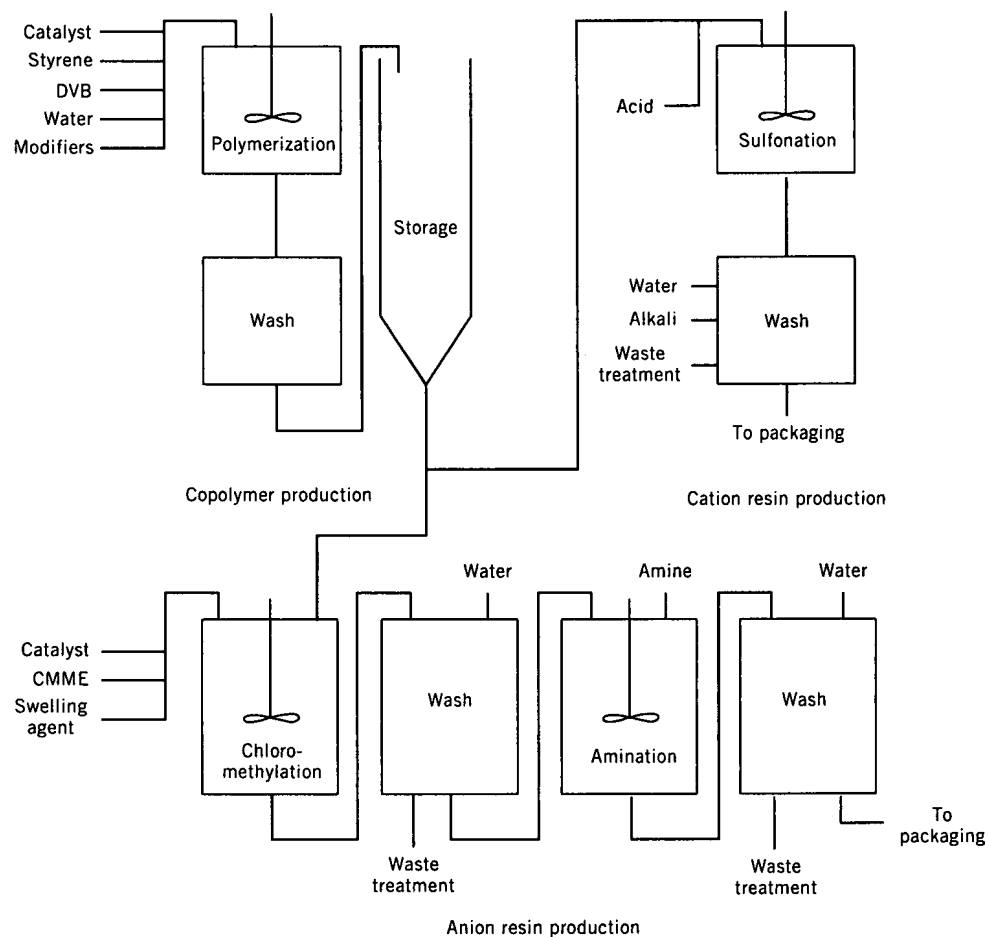 Catalyst
Styrene
DVB
Water
Modifiers
Polymerization
Wash
Storage
Acid
Sulfonation
Water
Alkali
Waste
treatment
Wash
To packaging
Copolymer production
Cation resin production
Catalyst
CMME
Swelling
agent
Chloro-
methylation
Water
Wash
Waste
treatment
Amine
Amination
Water
Wash
Waste
treatment
To
packaging
Anion resin production